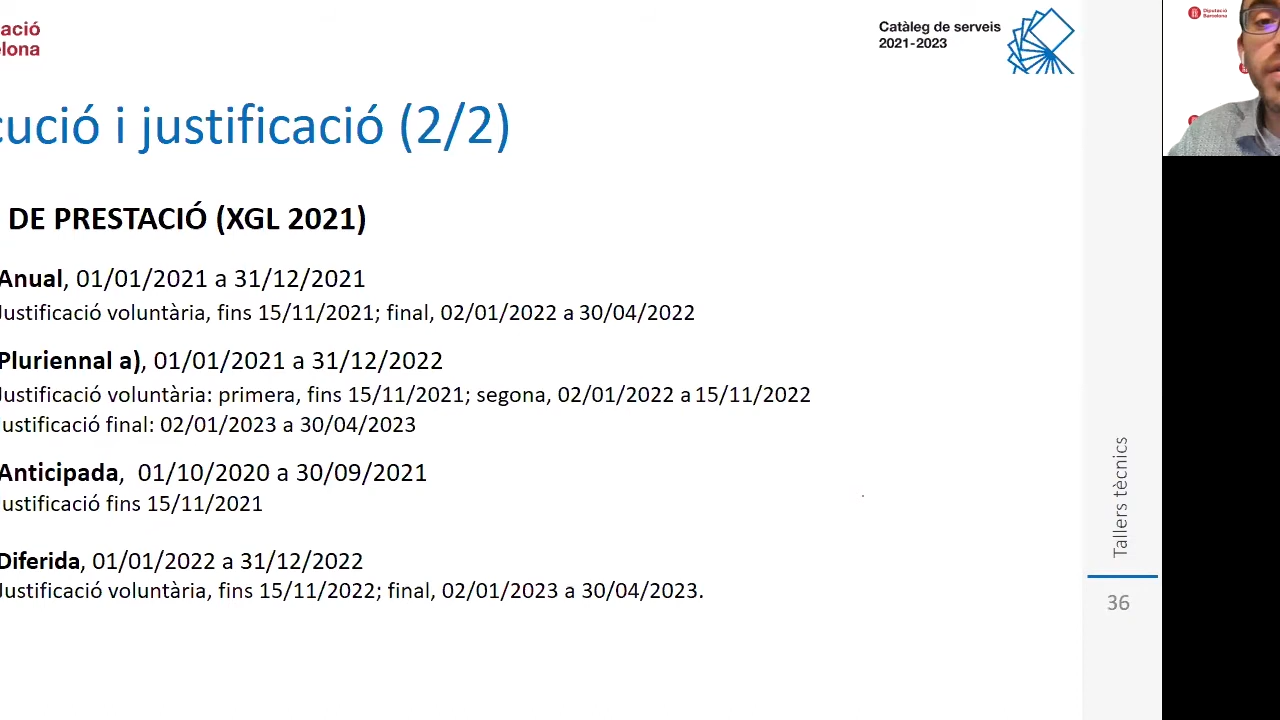 ació
elona
Catàleg de serveis
2021-2023
Diputació
Barcelona
cució i justificació (2/2)
DE PRESTACIÓ (XGL 2021)
Anual, 01/01/2021 a 31/12/2021
Justificació voluntària, fins 15/11/2021; final, 02/01/2022 a 30/04/2022
Pluriennal a), 01/01/2021 a 31/12/2022
Justificació voluntària: primera, fins 15/11/2021; segona, 02/01/2022 a 15/11/2022
Justificació final: 02/01/2023 a 30/04/2023
Anticipada, 01/10/2020 a 30/09/2021
Justificació fins 15/11/2021
Diferida, 01/01/2022 a 31/12/2022
Justificació voluntària, fins 15/11/2022; final, 02/01/2023 a 30/04/2023.
Tallers tècnics
36